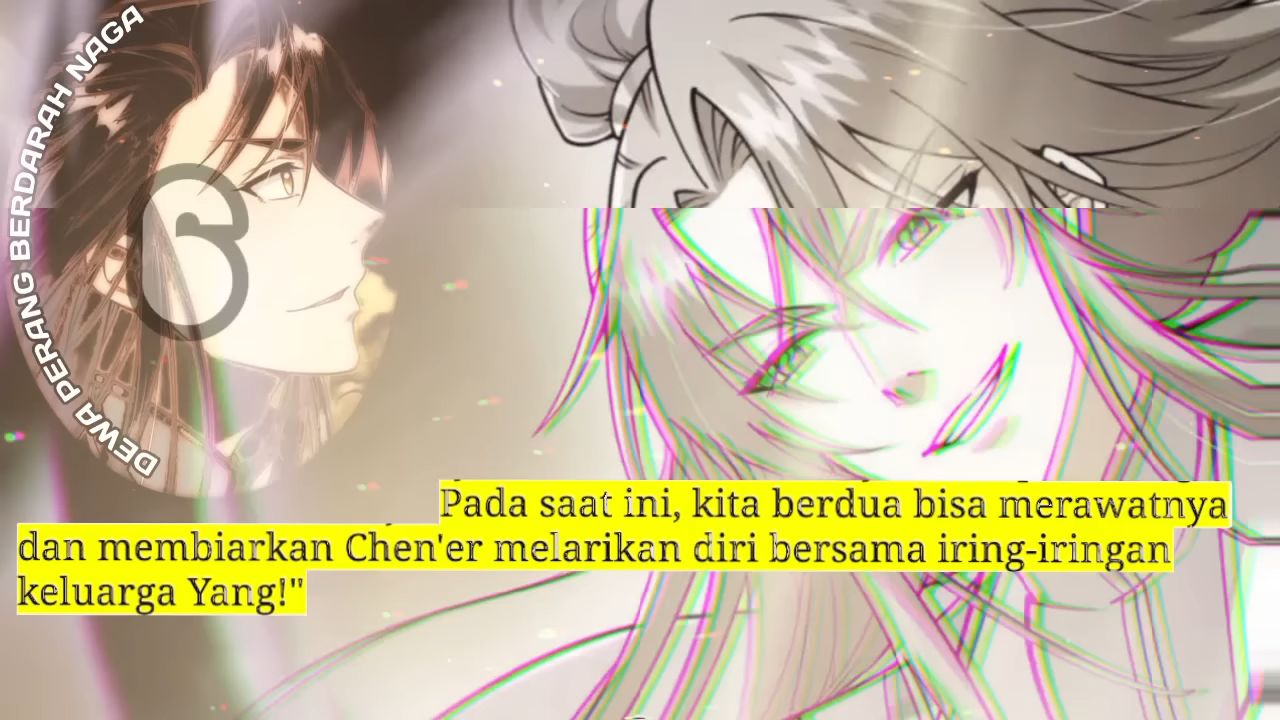 DEWA PERANG BERDARAH NAGA
6
Pada saat ini, kita berdua bisa merawatnya
dan membiarkan Chen'er melarikan diri bersama iring-iringan
keluarga Yang!"